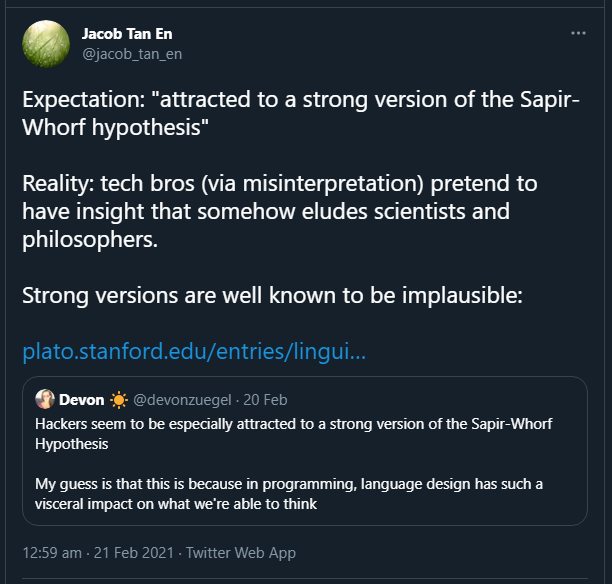 Jacob Tan En
@jacob_tan_en
Expectation: "attracted to a strong version of the Sapir-
Whorf hypothesis"
Reality: tech bros (via misinterpretation) pretend to
have insight that somehow eludes scientists and
philosophers.
Strong versions are well known to be implausible:
plato.stanford.edu/entries/lingui...
Devon ☀️ @devonzuegel · 20 Feb
Hackers seem to be especially attracted to a strong version of the Sapir-Whorf
Hypothesis
My guess is that this is because in programming, language design has such a
visceral impact on what we're able to think
12:59 am · 21 Feb 2021 · Twitter Web App